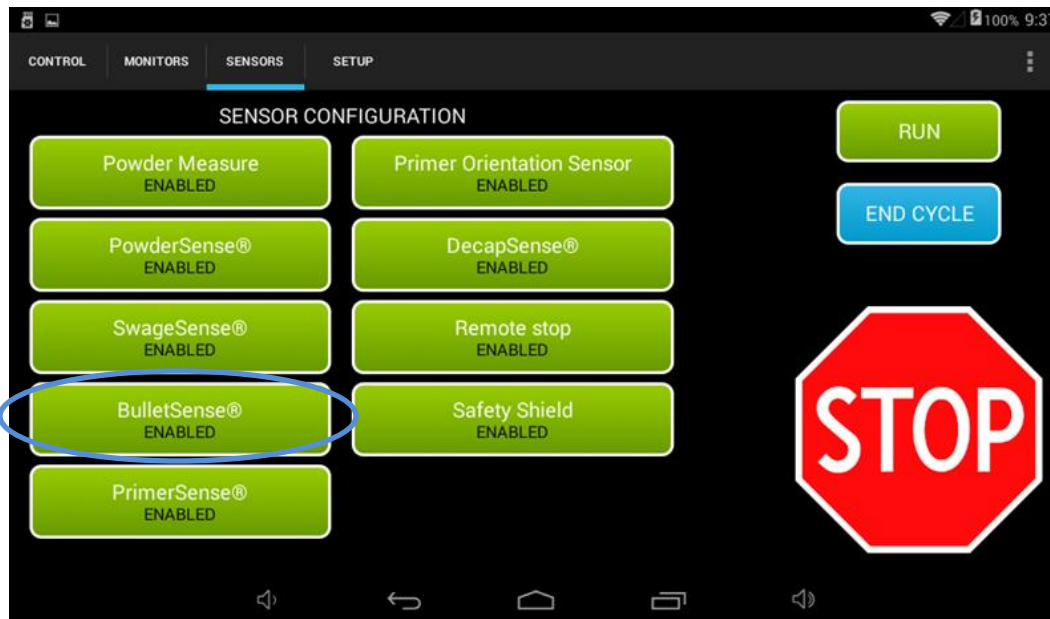 100% 9:37
CONTROL MONITORS SENSORS SETUP
SENSOR CONFIGURATION
Powder Measure
ENABLED
Primer Orientation Sensor
ENABLED
PowderSense®
ENABLED
DecapSense®
ENABLED
SwageSense®
ENABLED
Remote stop
ENABLED
BulletSense®
ENABLED
Safety Shield
ENABLED
PrimerSense®
ENABLED
RUN
END CYCLE
STOP